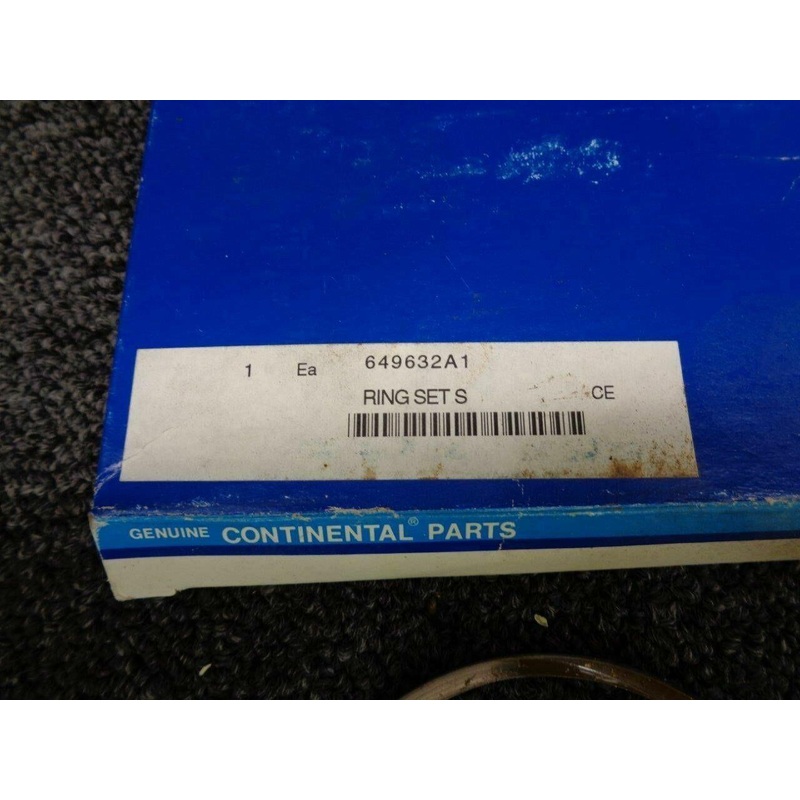 1 Ea 649632A1
RING SET S CE
GENUINE CONTINENTAL® PARTS